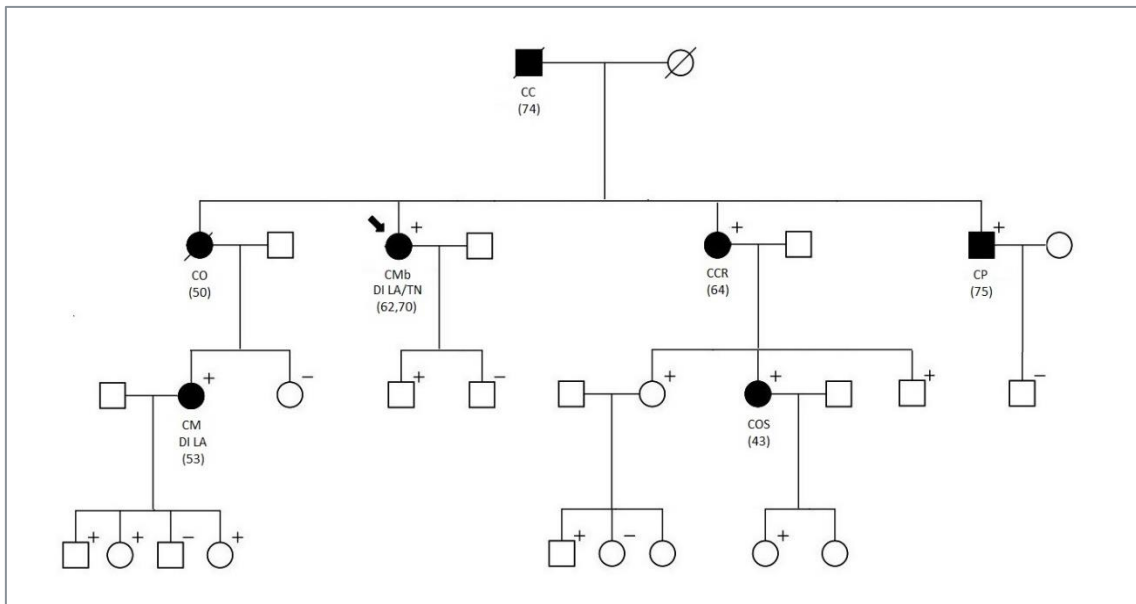 CC
(74)
+
+
+
CO
(50)
CMb
DI LA/TN
(62,70)
CCR
(64)
CP
(75)
+
−
+
−
+
+
+
−
CM
DI LA
(53)
COS
(43)
+
+
−
+
+
−
+